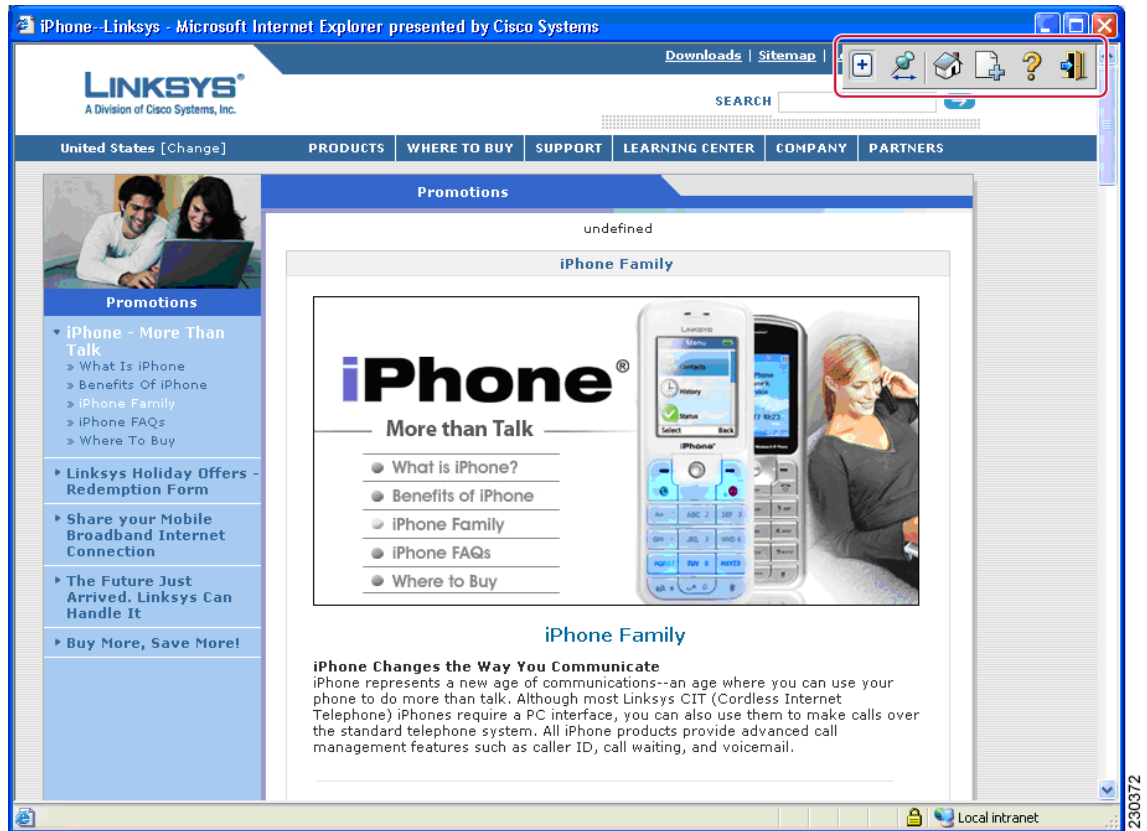 iPhone--Linksys - Microsoft Internet Explorer presented by Cisco Systems
Downloads | Sitemap |
LINKSYS®
A Division of Cisco Systems, Inc.
SEARCH
United States [Change]
PRODUCTS
WHERE TO BUY
SUPPORT
LEARNING CENTER
COMPANY
PARTNERS
Promotions
iPhone - More Than
Talk
» What Is iPhone
» Benefits Of iPhone
» iPhone Family
» iPhone FAQs
» Where To Buy
Linksys Holiday Offers -
Redemption Form
Share your Mobile
Broadband Internet
Connection
The Future Just
Arrived. Linksys Can
Handle It
Buy More, Save More!
Promotions
undefined
iPhone Family
iPhone®
More than Talk
What is iPhone?
Benefits of iPhone
iPhone Family
iPhone FAQs
Where to Buy
LINKSYS
Menu
Contacts
History
Status
Select Back
iPhone
iPhone Family
iPhone Changes the Way You Communicate
iPhone represents a new age of communications--an age where you can use your
phone to do more than talk. Although most Linksys CIT (Cordless Internet
Telephone) iPhones require a PC interface, you can also use them to make calls over
the standard telephone system. All iPhone products provide advanced call
management features such as caller ID, call waiting, and voicemail.
Local intranet
230372